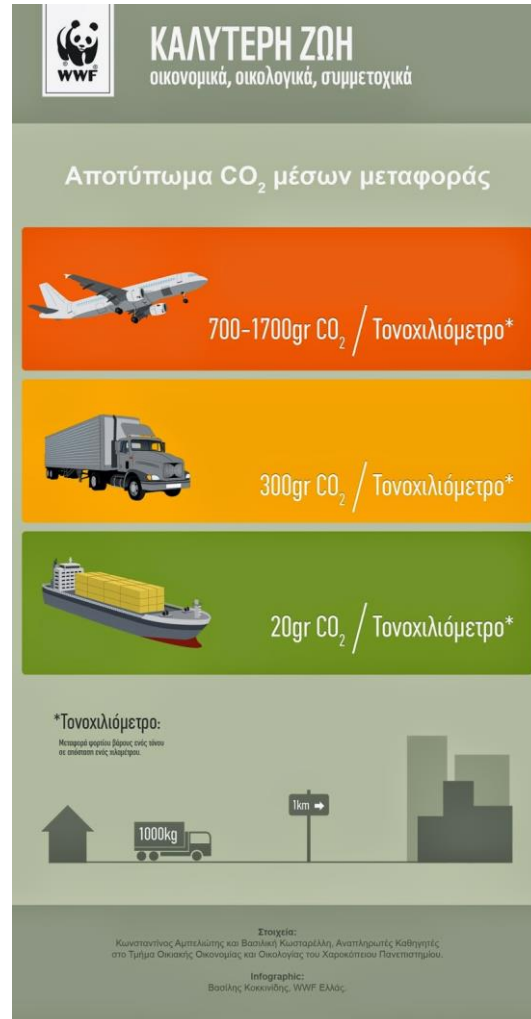 WWF
ΚΑΛΥΤΕΡΗ ΖΩΗ
οικονομικά, οικολογικά, συμμετοχικά
Αποτύπωμα CO₂ μέσων μεταφοράς
700-1700gr CO₂ / Τονοχιλιόμετρο*
300gr CO₂ / Τονοχιλιόμετρο*
20gr CO₂ / Τονοχιλιόμετρο*
*Τονοχιλιόμετρο:
Μεταφορά φορτίου βάρους ενός τόνου
σε απόσταση ενός χιλιομέτρου.
1km ➡
1000kg
Στοιχεία:
Κωνσταντίνος Αμπελιώτης και Βασιλική Κωσταρέλλη, Αναπληρωτές Καθηγητές
στο Τμήμα Οικιακής Οικονομίας και Οικολογίας του Χαροκόπειου Πανεπιστημίου.
Infographic:
Βασίλης Κοκκινίδης, WWF Ελλάς.